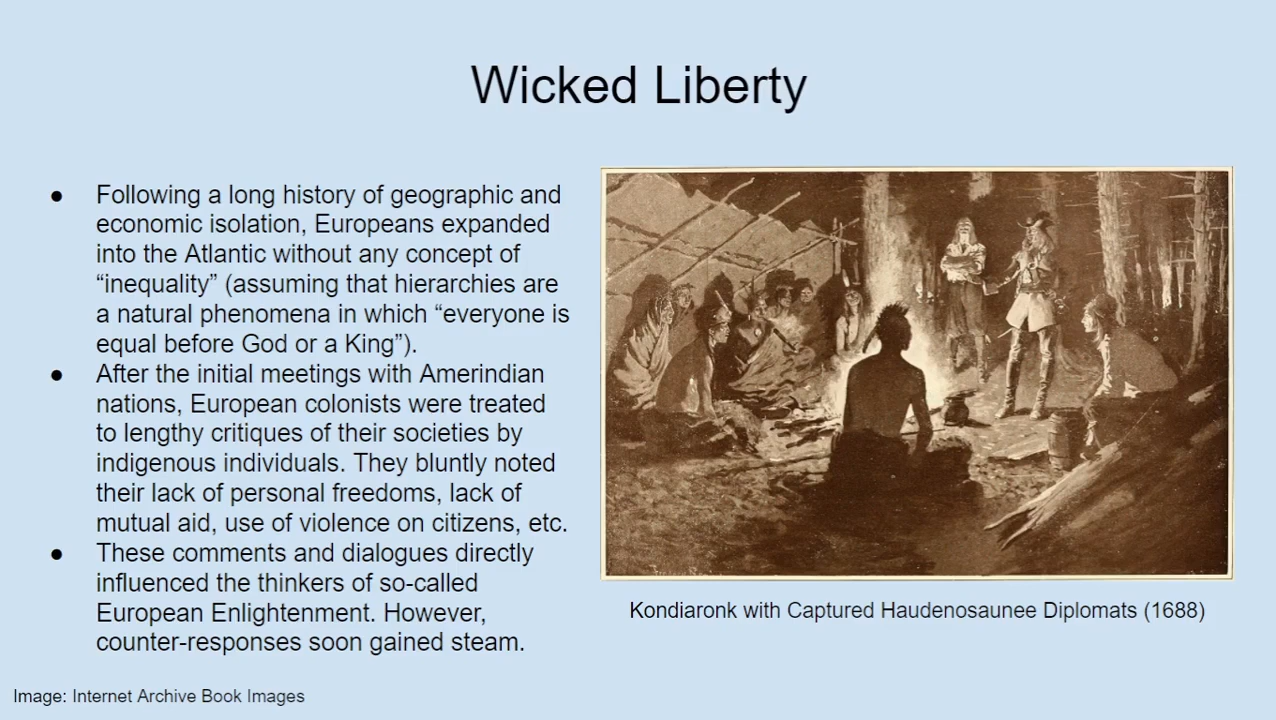 Wicked Liberty
● Following a long history of geographic and
economic isolation, Europeans expanded
into the Atlantic without any concept of
“inequality” (assuming that hierarchies are
a natural phenomena in which “everyone is
equal before God or a King”).
● After the initial meetings with Amerindian
nations, European colonists were treated
to lengthy critiques of their societies by
indigenous individuals. They bluntly noted
their lack of personal freedoms, lack of
mutual aid, use of violence on citizens, etc.
● These comments and dialogues directly
influenced the thinkers of so-called
European Enlightenment. However,
counter-responses soon gained steam.
Kondiaronk with Captured Haudenosaunee Diplomats (1688)
Image: Internet Archive Book Images